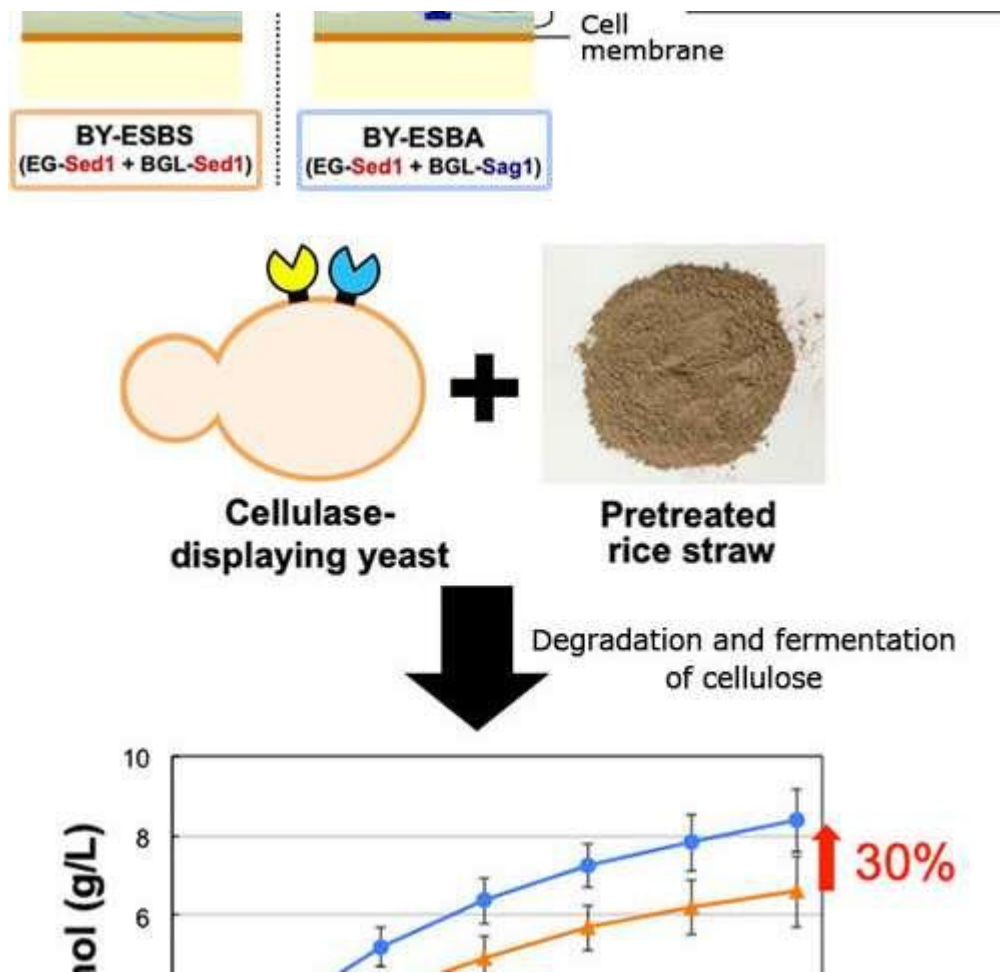 Cell
membrane
BY-ESBS
(EG-Sed1 + BGL-Sed1)
BY-ESBA
(EG-Sed1 + BGL-Sag1)
Cellulase-
displaying yeast
Pretreated
rice straw
Degradation and fermentation
of cellulose
10
8
30%
6
(g/L)